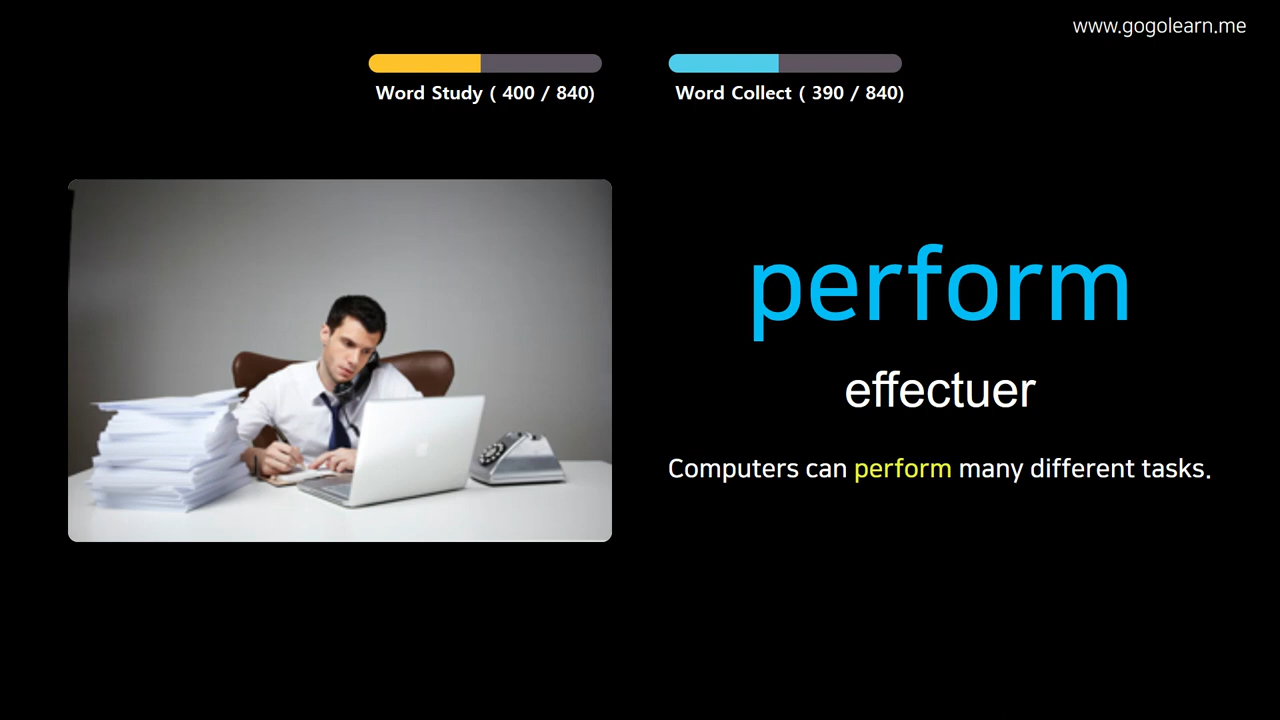 www.gogolearn.me
Word Study ( 400 / 840)
Word Collect ( 390 / 840)
perform
effectuer
Computers can perform many different tasks.